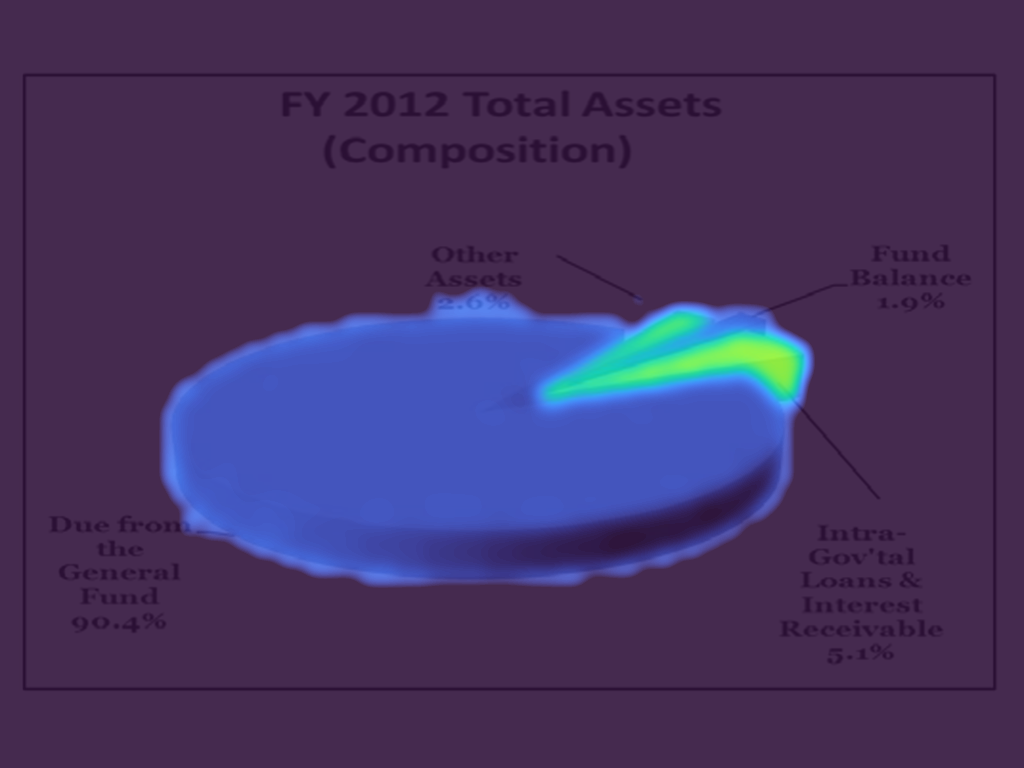 FY 2012 Total Assets
(Composition)
Other
Assets
2.6%
Fund
Balance
1.9%
Due from
the
General
Fund
90.4%
Intra-
Gov'tal
Loans &
Interest
Receivable
5.1%